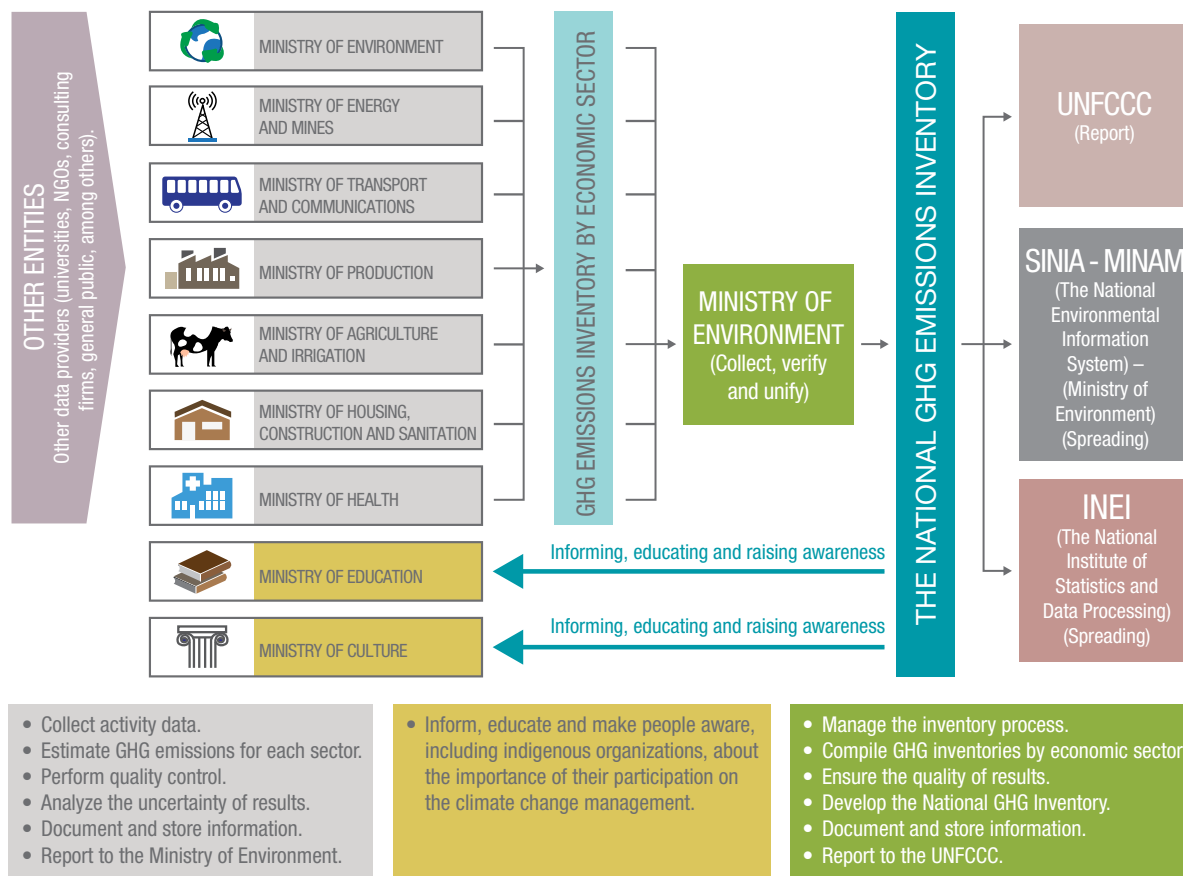 OTHER ENTITIES
Other data providers (universities, NGOs, consulting
firms, general public, among others).
MINISTRY OF ENVIRONMENT
MINISTRY OF ENERGY
AND MINES
MINISTRY OF TRANSPORT
AND COMMUNICATIONS
MINISTRY OF PRODUCTION
MINISTRY OF AGRICULTURE
AND IRRIGATION
MINISTRY OF HOUSING,
CONSTRUCTION AND SANITATION
MINISTRY OF HEALTH
MINISTRY OF EDUCATION
MINISTRY OF CULTURE
GHG EMISSIONS INVENTORY BY ECONOMIC SECTOR
MINISTRY OF
ENVIRONMENT
(Collect, verify
and unify)
Informing, educating and raising awareness
Informing, educating and raising awareness
THE NATIONAL GHG EMISSIONS INVENTORY
UNFCCC
(Report)
SINIA - MINAM
(The National
Environmental
Information
System) –
(Ministry of
Environment)
(Spreading)
INEI
(The National
Institute of
Statistics and
Data Processing)
(Spreading)
• Collect activity data.
• Estimate GHG emissions for each sector.
• Perform quality control.
• Analyze the uncertainty of results.
• Document and store information.
• Report to the Ministry of Environment.
• Inform, educate and make people aware,
including indigenous organizations, about
the importance of their participation on
the climate change management.
• Manage the inventory process.
• Compile GHG inventories by economic sector
• Ensure the quality of results.
• Develop the National GHG Inventory.
• Document and store information.
• Report to the UNFCCC.